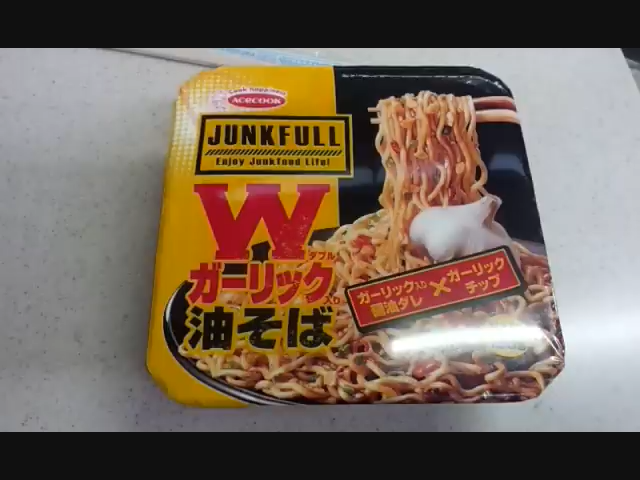 Cook happiness
ACECOOK
JUNKFULL
Enjoy Junkfood Life!
W
ダブル
ガーリック入り
油そば
ガーリック入り
醤油ダレ
×
ガーリック
チップ